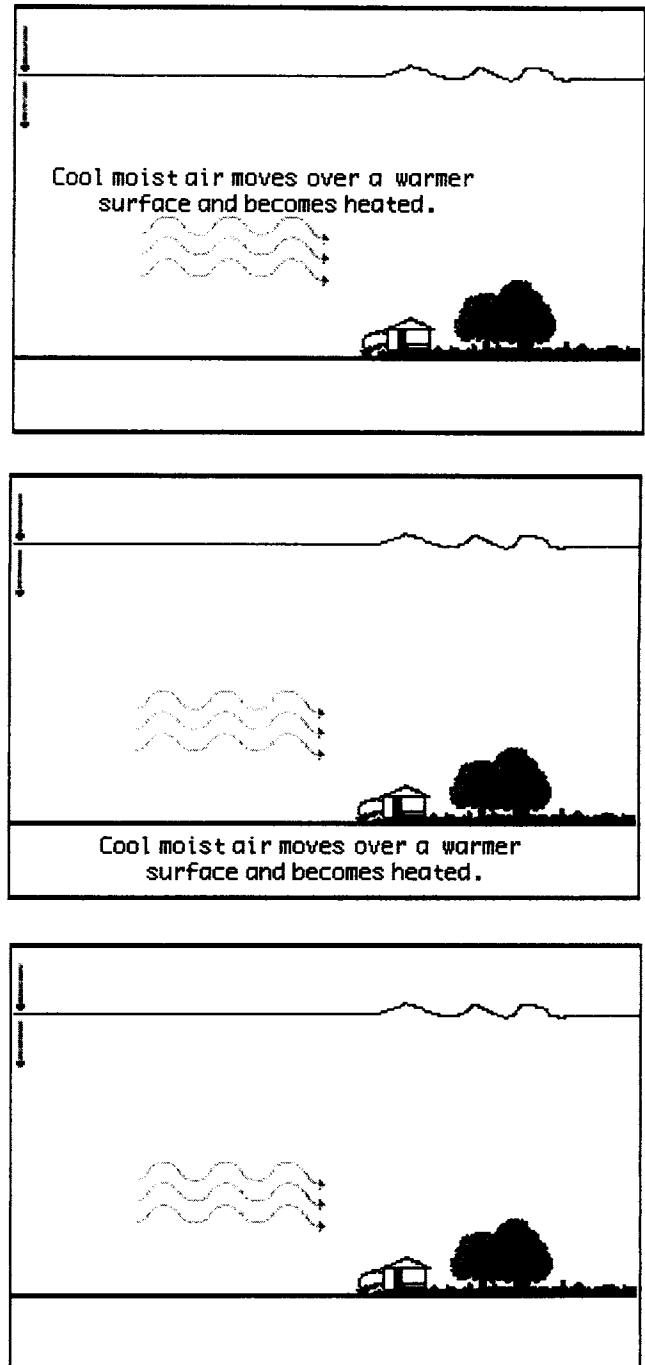 Cool moist air moves over a warmer
surface and becomes heated.
Cool moist air moves over a warmer
surface and becomes heated.